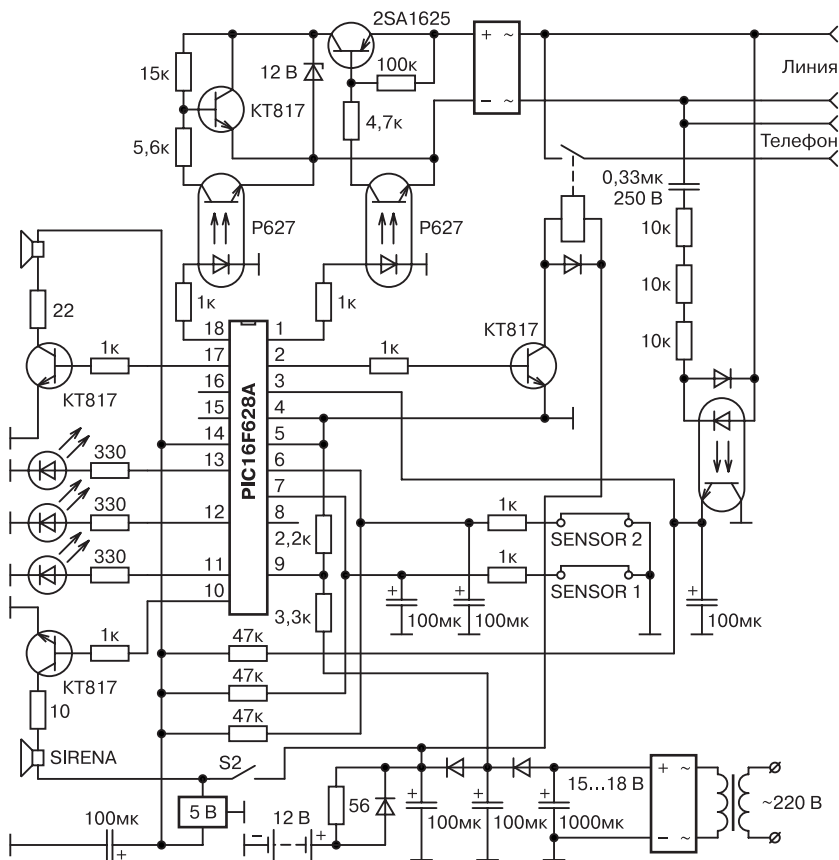 2SA1625
15к
12 В
100к
КТ817
4,7к
5,6к
+ ~
− ~
Линия
Телефон
0,33мк
250 В
P627
P627
10к
10к
10к
1к
1к
22
1к
КТ817
18 1
17 2
16 3
15 4
14 5
13 6
12 7
11 8
10 9
PIC16F628A
1к
КТ817
330
330
330
2,2к
3,3к
1к
SENSOR 2
1к
SENSOR 1
+
100мк
+
100мк
+
100мк
1к
КТ817
10
47к
47к
47к
SIRENA
S2
5 В
100мк
+
− 12 В +
56
+
100мк
+
100мк
+
1000мк
15...18 В
+ ~
− ~
~220 В